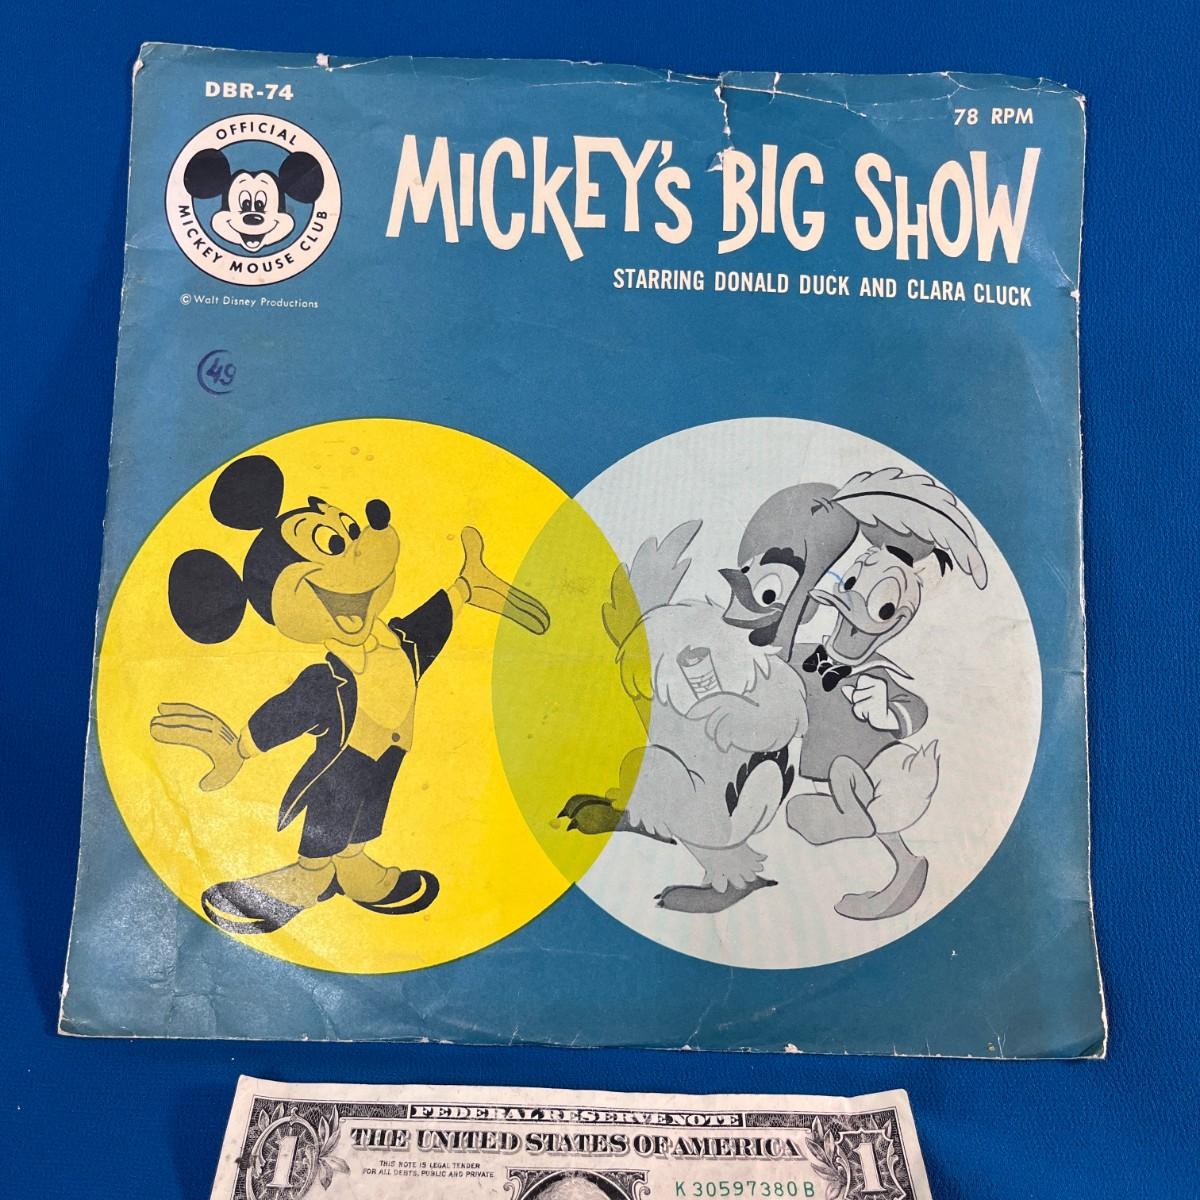 DBR-74
78 RPM
OFFICIAL
MICKEY MOUSE CLUB
© Walt Disney Productions
MICKEY'S BIG SHOW
STARRING DONALD DUCK AND CLARA CLUCK
49
FEDERAL RESERVE NOTE
THE UNITED STATES OF AMERICA
1
1
THIS NOTE IS LEGAL TENDER
FOR ALL DEBTS, PUBLIC AND PRIVATE
K 30597380 B